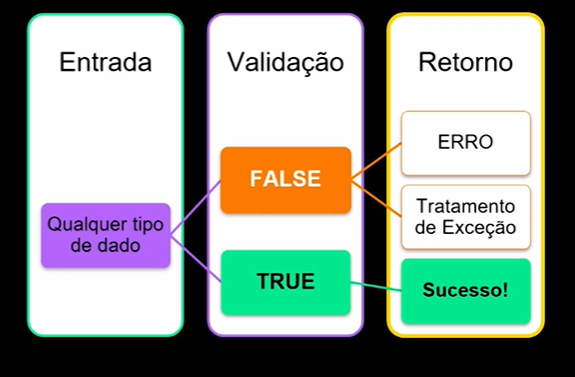 Entrada
Validação
Retorno
Qualquer tipo
de dado
FALSE
TRUE
ERRO
Tratamento
de Exceção
Sucesso!